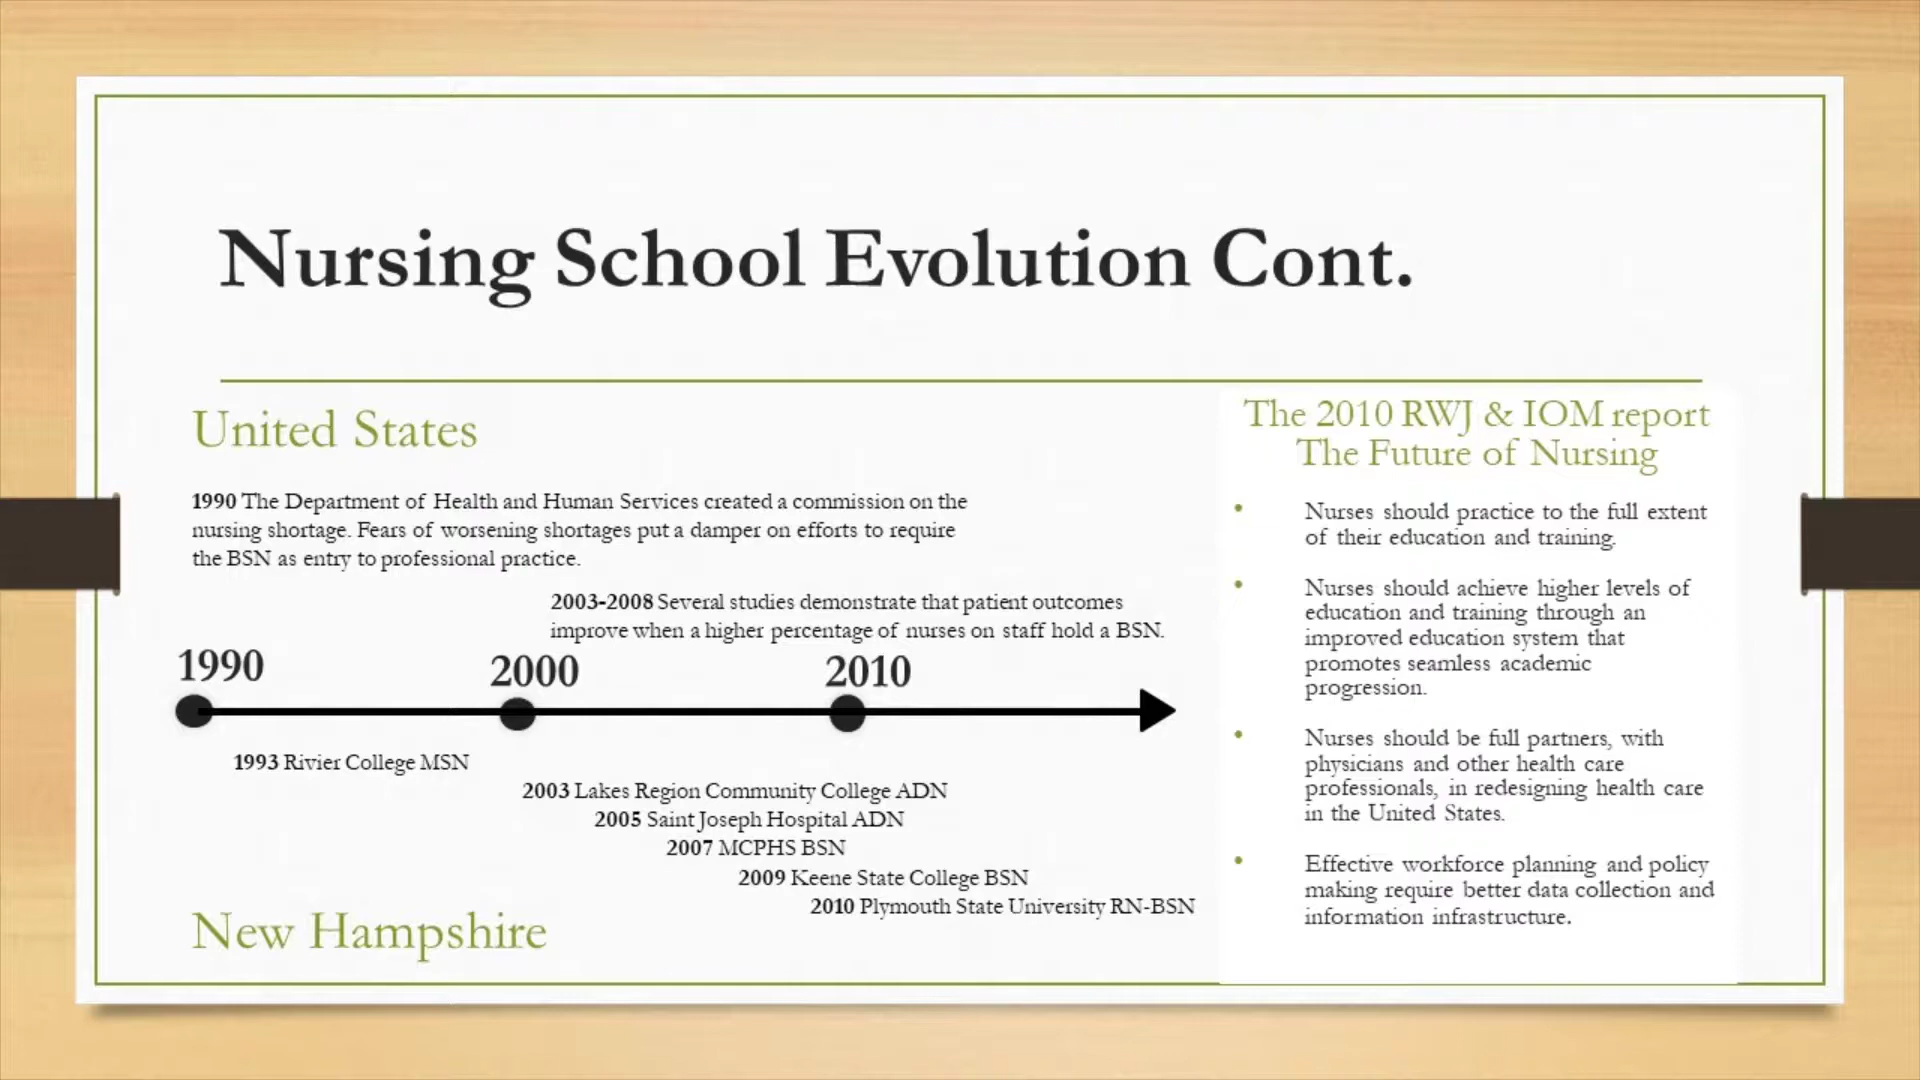 Nursing School Evolution Cont.
United States
1990 The Department of Health and Human Services created a commission on the
nursing shortage. Fears of worsening shortages put a damper on efforts to require
the BSN as entry to professional practice.
2003-2008 Several studies demonstrate that patient outcomes
improve when a higher percentage of nurses on staff hold a BSN.
1990
2000
2010
1993 Rivier College MSN
2003 Lakes Region Community College ADN
2005 Saint Joseph Hospital ADN
2007 MCPHS BSN
2009 Keene State College BSN
2010 Plymouth State University RN-BSN
New Hampshire
The 2010 RWJ & IOM report
The Future of Nursing
• Nurses should practice to the full extent
of their education and training.
• Nurses should achieve higher levels of
education and training through an
improved education system that
promotes seamless academic
progression.
• Nurses should be full partners, with
physicians and other health care
professionals, in redesigning health care
in the United States.
• Effective workforce planning and policy
making require better data collection and
information infrastructure.